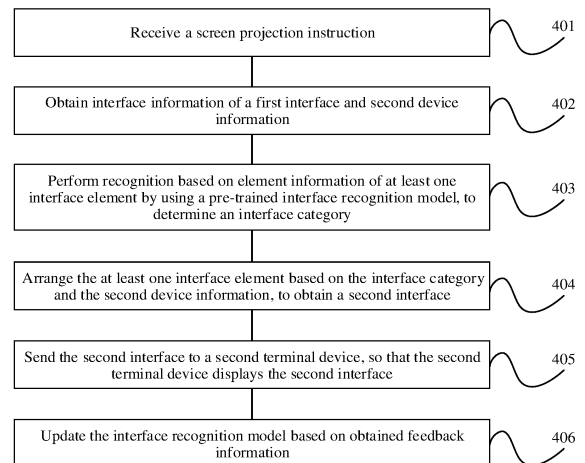 Receive a screen projection instruction
401
Obtain interface information of a first interface and second device
information
402
Perform recognition based on element information of at least one
interface element by using a pre-trained interface recognition model, to
determine an interface category
403
Arrange the at least one interface element based on the interface category
and the second device information, to obtain a second interface
404
Send the second interface to a second terminal device, so that the second
terminal device displays the second interface
405
Update the interface recognition model based on obtained feedback
information
406